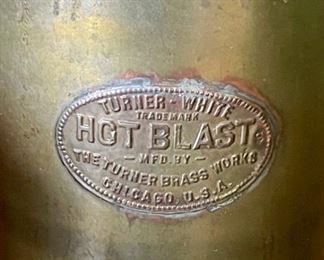 TURNER - WHITE
TRADEMARK
HOT BLAST
- MFD. BY -
THE TURNER BRASS WORKS
CHICAGO, U.S.A.